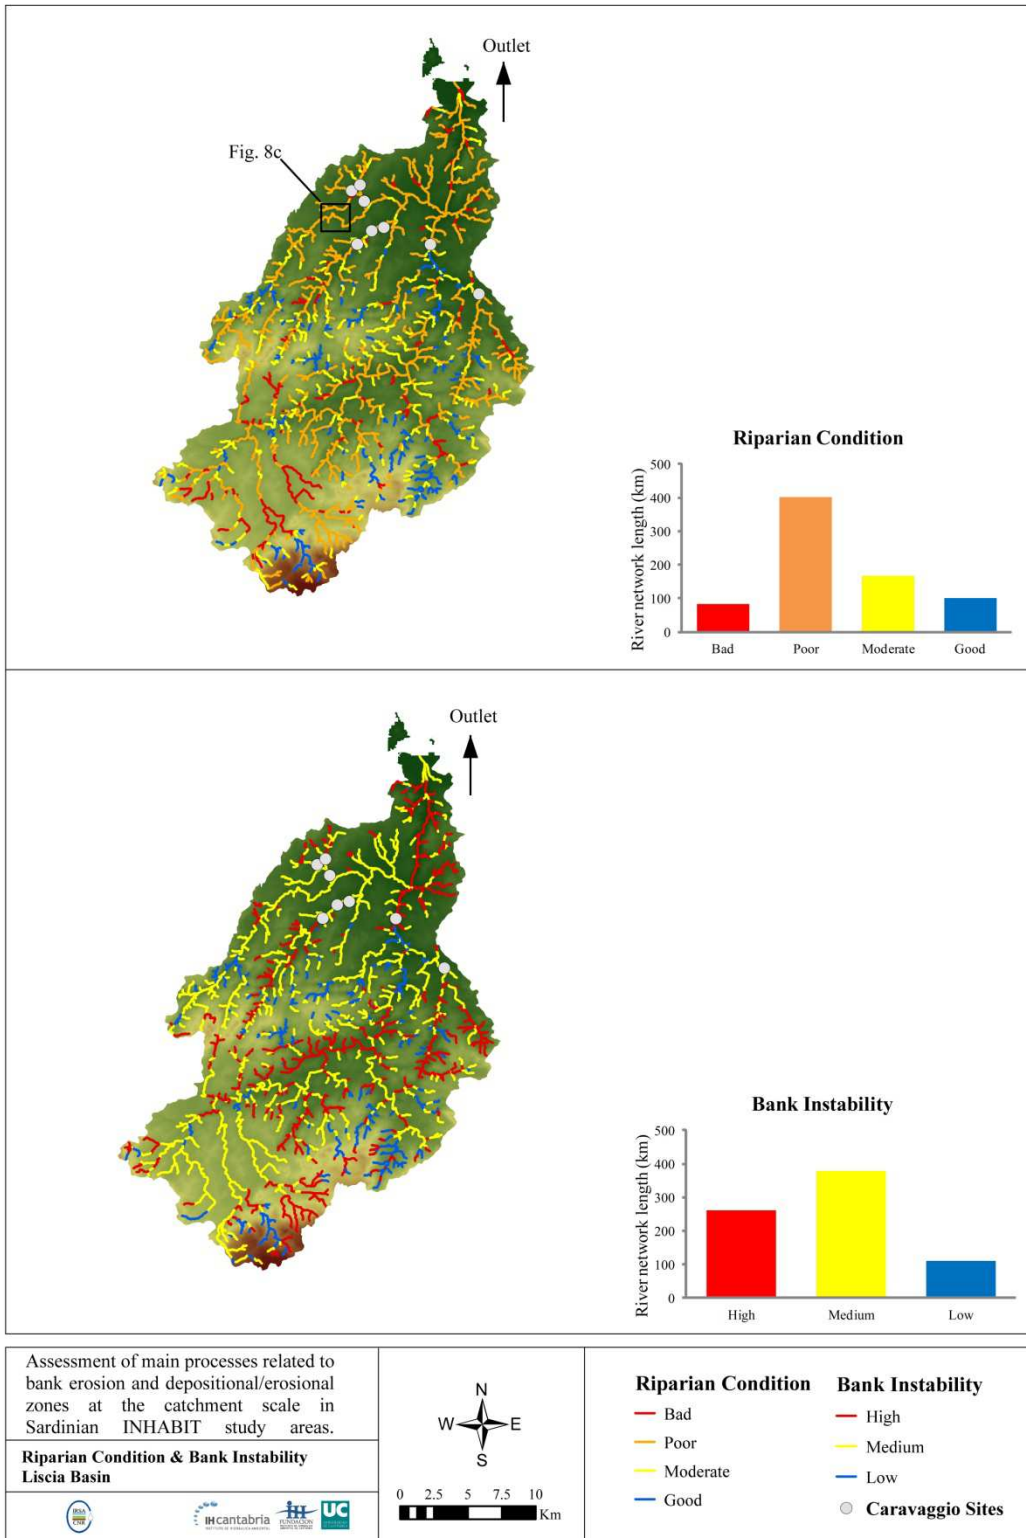 Outlet
Fig. 8c
Riparian Condition
River network length (km)
500
400
300
200
100
0
Bad Poor Moderate Good
Outlet
Bank Instability
River network length (km)
500
400
300
200
100
0
High Medium Low
Assessment of main processes related to
bank erosion and depositional/erosional
zones at the catchment scale in
Sardinian INHABIT study areas.
Riparian Condition & Bank Instability
Liscia Basin
IRSA
CNR
IHcantabria
IH
FUNDACIÓN
UC
N
W E
S
0 2.5 5 7.5 10
Km
Riparian Condition
Bad
Poor
Moderate
Good
Bank Instability
High
Medium
Low
Caravaggio Sites